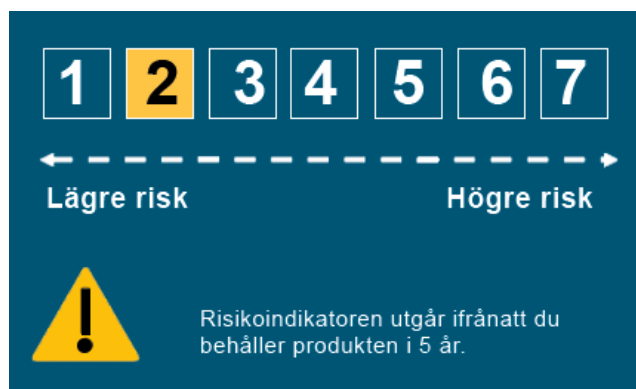 1 2 3 4 5 6 7
Lägre risk Högre risk
Risikoindikatoren utgår ifrånatt du
behåller produkten i 5 år.